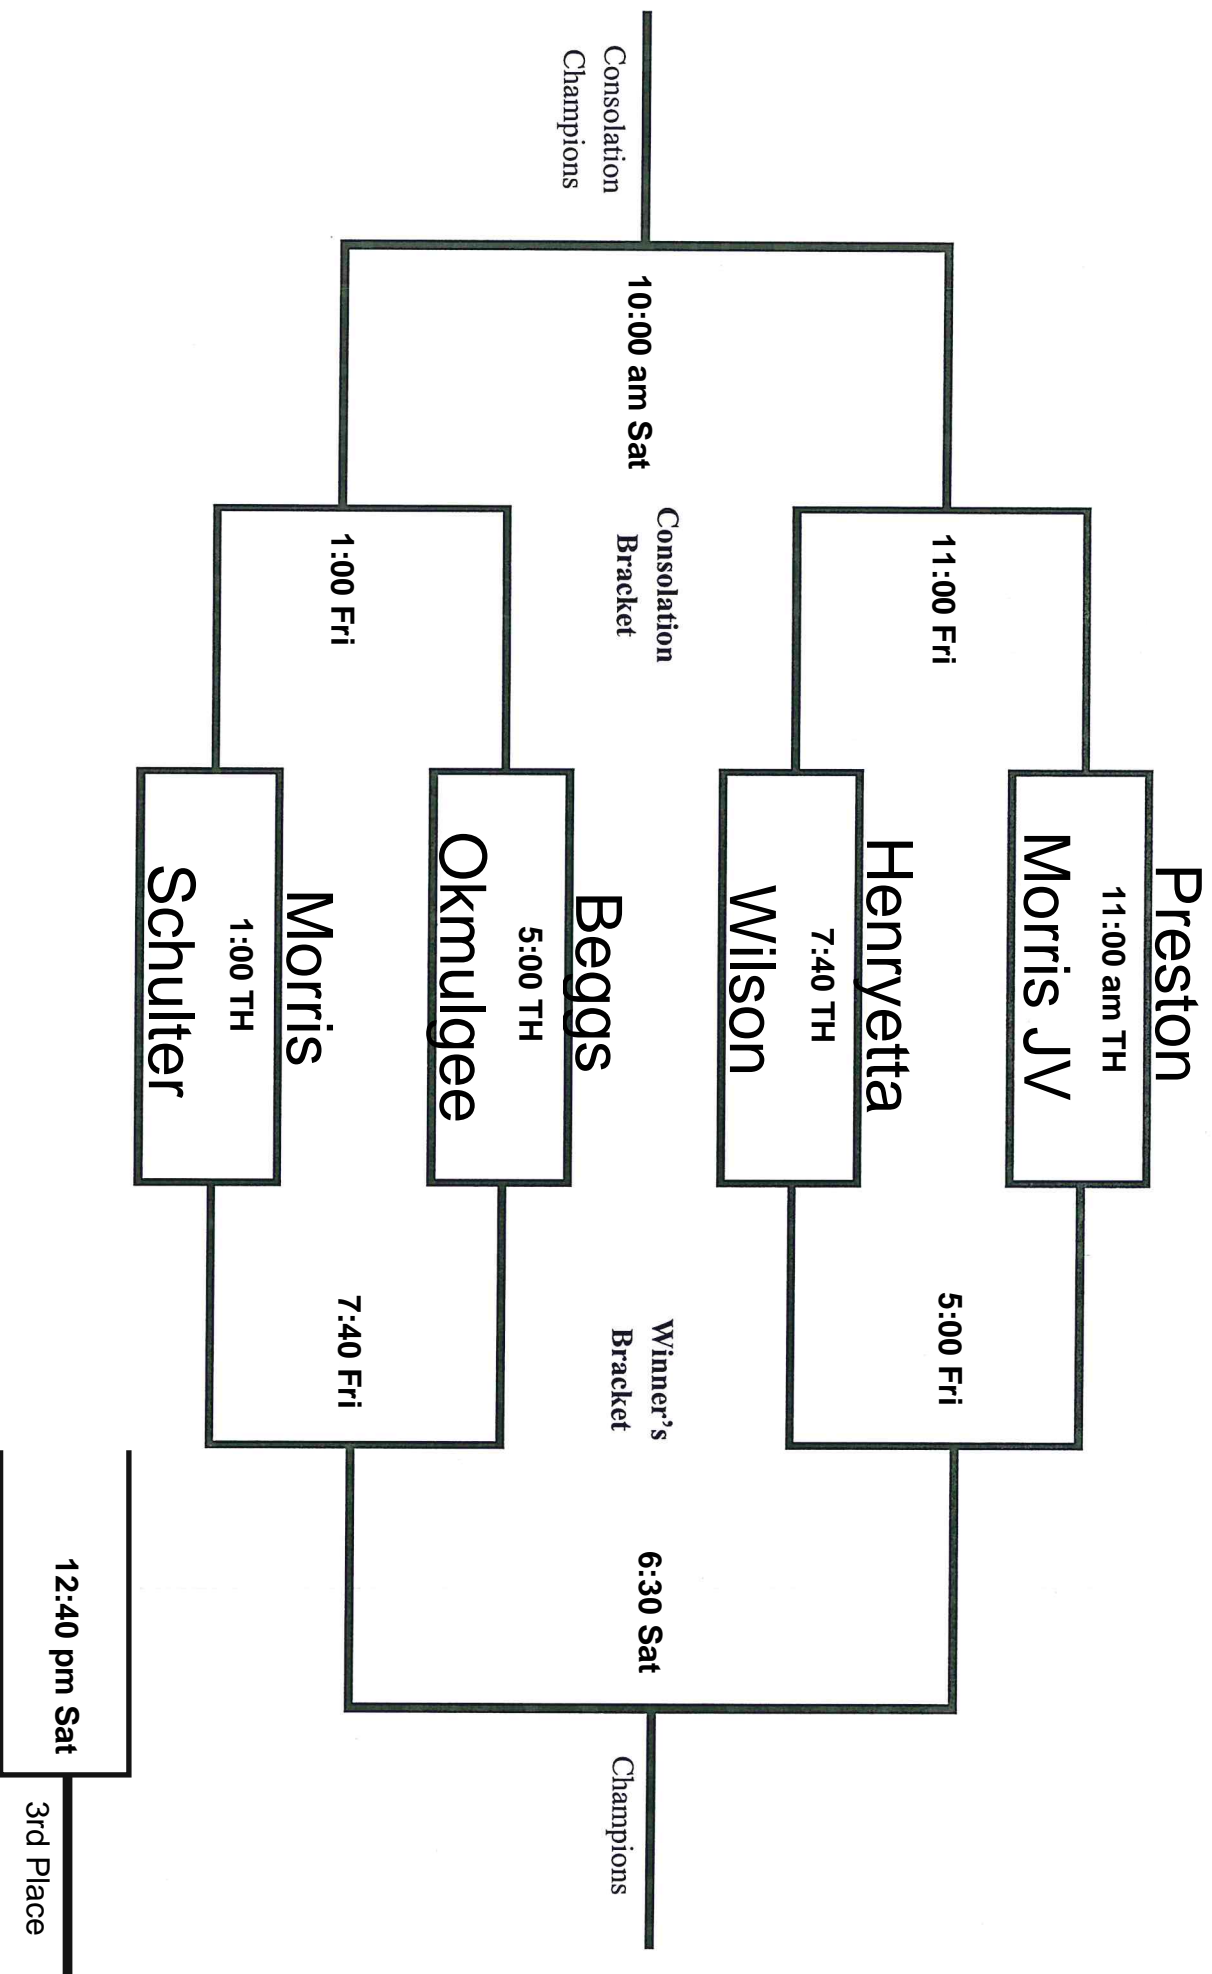 Preston
11:00 am TH
Morris JV
11:00 Fri
5:00 Fri
Henryetta
7:40 TH
Wilson
Consolation
Bracket
Winner's
Bracket
10:00 am Sat
6:30 Sat
Consolation
Champions
Champions
Beggs
5:00 TH
Okmulgee
1:00 Fri
7:40 Fri
Morris
1:00 TH
Schulter
12:40 pm Sat
3rd Place